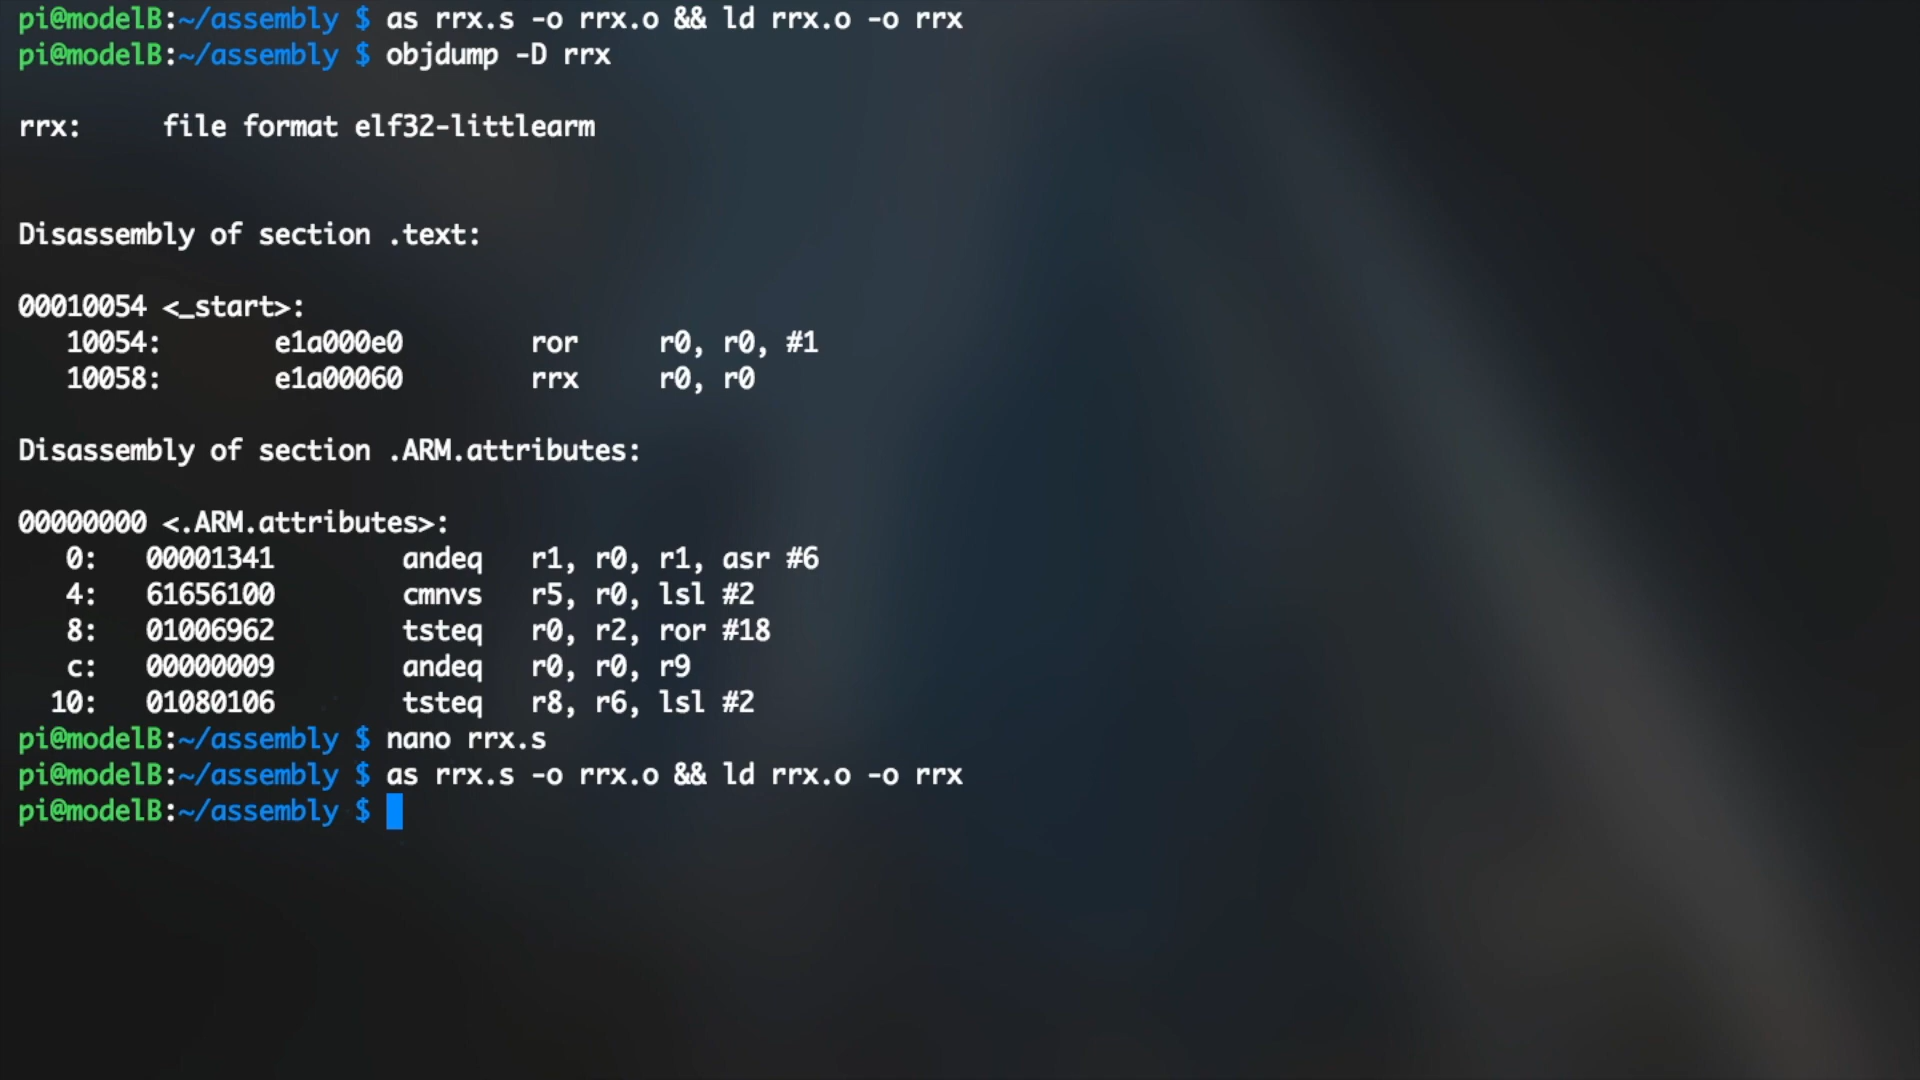 pi@modelB:~/assembly $ as rrx.s -o rrx.o && ld rrx.o -o rrx
pi@modelB:~/assembly $ objdump -D rrx
rrx:     file format elf32-littlearm
Disassembly of section .text:
00010054 <_start>:
   10054:       e1a000e0        ror     r0, r0, #1
   10058:       e1a00060        rrx     r0, r0
Disassembly of section .ARM.attributes:
00000000 <.ARM.attributes>:
   0:   00001341        andeq   r1, r0, r1, asr #6
   4:   61656100        cmnvs   r5, r0, lsl #2
   8:   01006962        tsteq   r0, r2, ror #18
   c:   00000009        andeq   r0, r0, r9
  10:   01080106        tsteq   r8, r6, lsl #2
pi@modelB:~/assembly $ nano rrx.s
pi@modelB:~/assembly $ as rrx.s -o rrx.o && ld rrx.o -o rrx
pi@modelB:~/assembly $